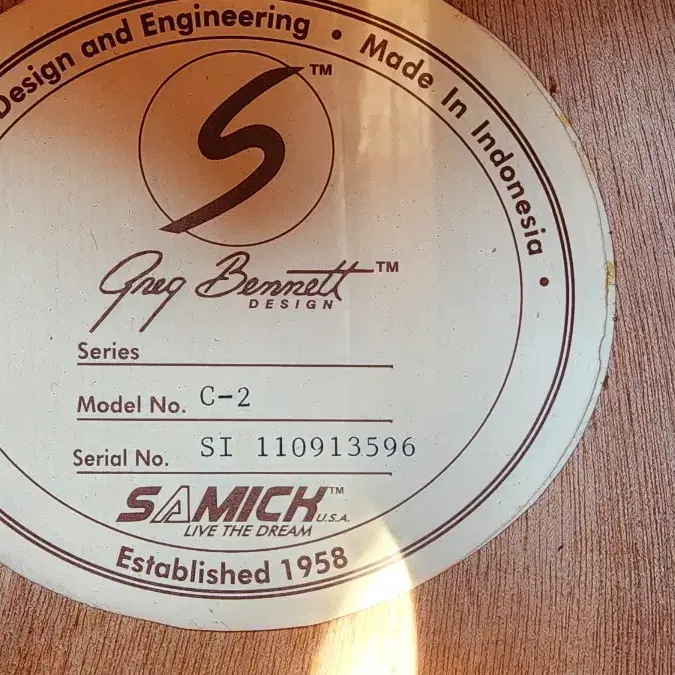 Design and Engineering • Made In Indonesia •
S™
Greg Bennett™
DESIGN
Series
Model No. C-2
Serial No. SI 110913596
SAMICK™ U.S.A.
LIVE THE DREAM
Established 1958